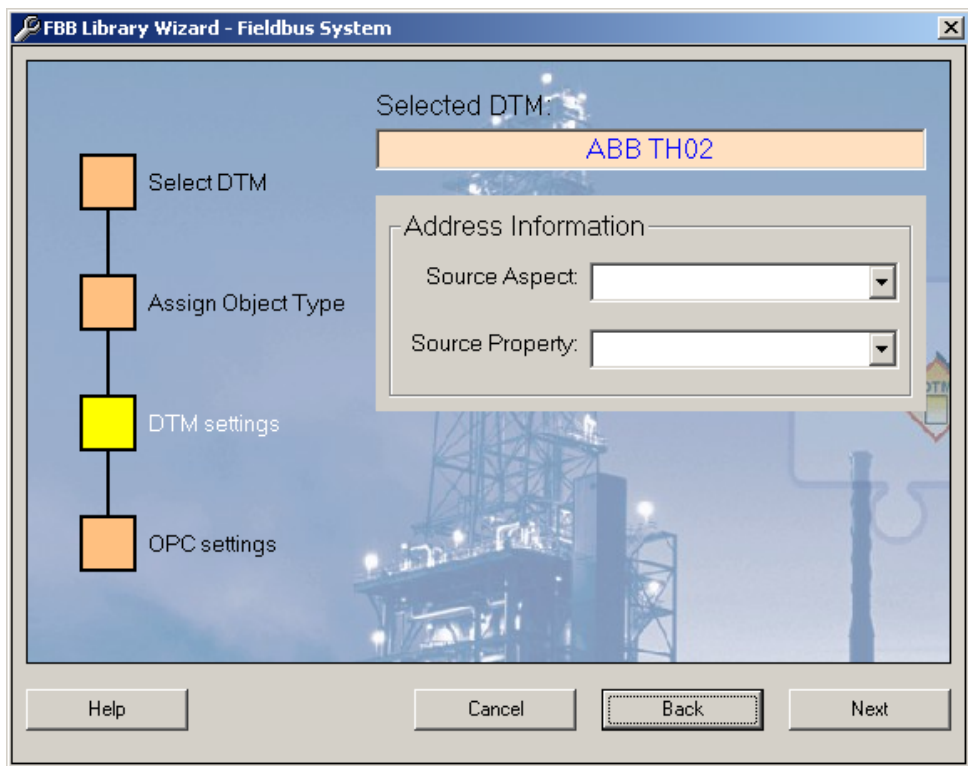 FBB Library Wizard - Fieldbus System
Selected DTM:
ABB TH02
Select DTM
Address Information
Source Aspect:
Assign Object Type
Source Property:
DTM settings
DTM
OPC settings
Help
Cancel
Back
Next